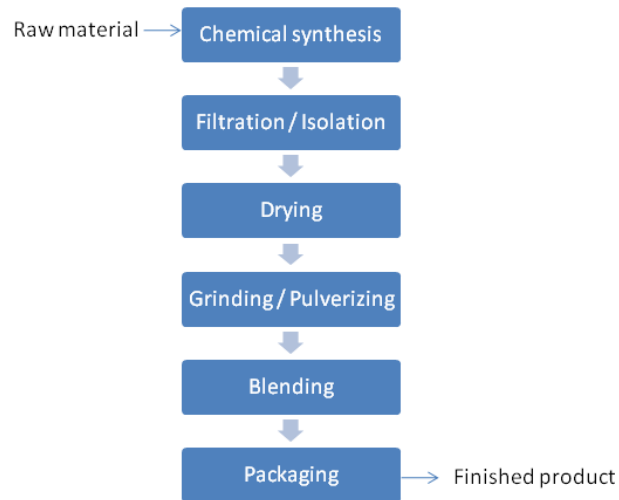 Raw material
Chemical synthesis
Filtration / Isolation
Drying
Grinding / Pulverizing
Blending
Packaging
Finished product